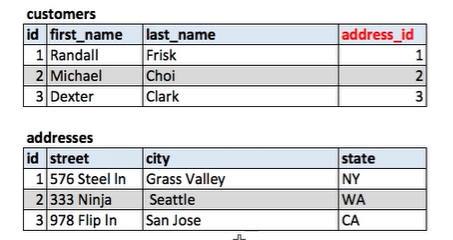 customers
id first_name last_name address_id
1 Randall Frisk 1
2 Michael Choi 2
3 Dexter Clark 3
addresses
id street city state
1 576 Steel ln Grass Valley NY
2 333 Ninja Seattle WA
3 978 Flip ln San Jose CA